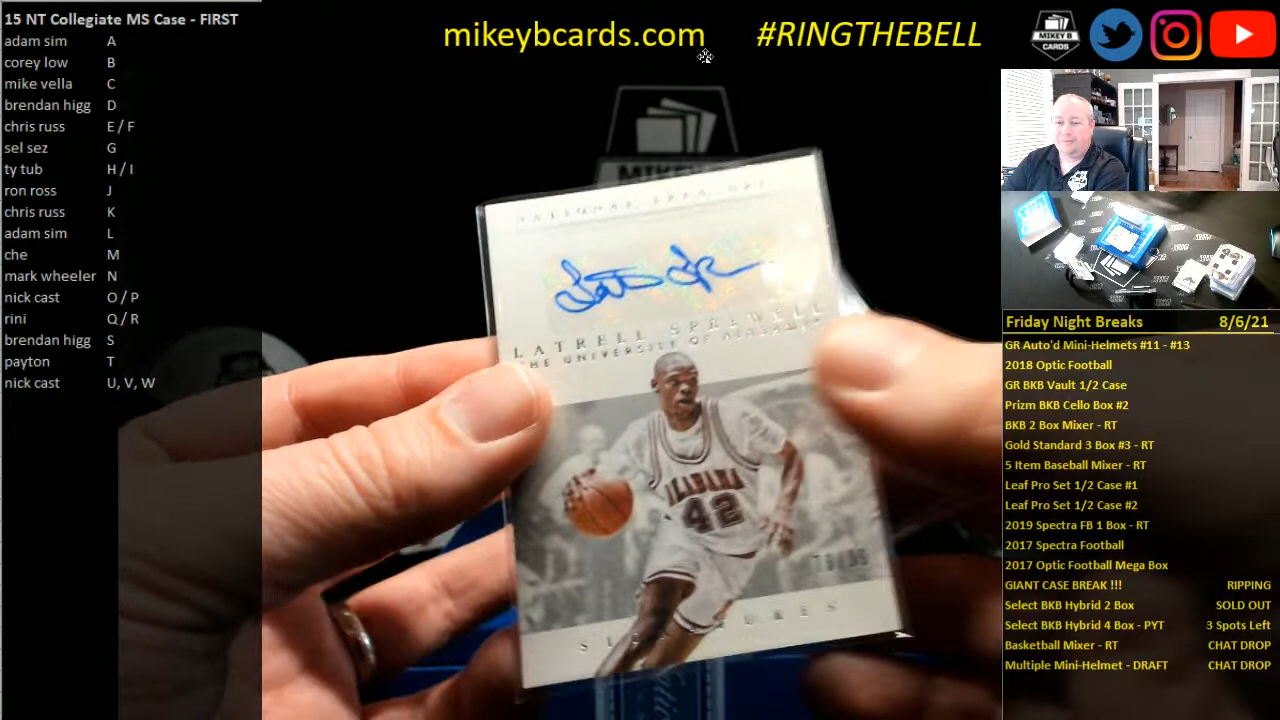 15 NT Collegiate MS Case - FIRST
adam sim A
corey low B
mike vella C
brendan higg D
chris russ E / F
sel sez G
ty tub H / I
ron ross J
chris russ K
adam sim L
che M
mark wheeler N
nick cast O / P
rini Q / R
brendan higg S
payton T
nick cast U, V, W
mikeybcards.com #RINGTHEBELL
MIKEY B
CARDS
MIKEY
NATIONAL TREASURES
LATRELL SPREWELL
THE UNIVERSITY OF ALABAMA
ALABAMA
42
SIGNATURES
Friday Night Breaks 8/6/21
GR Auto'd Mini-Helmets #11 - #13
2018 Optic Football
GR BKB Vault 1/2 Case
Prizm BKB Cello Box #2
BKB 2 Box Mixer - RT
Gold Standard 3 Box #3 - RT
5 Item Baseball Mixer - RT
Leaf Pro Set 1/2 Case #1
Leaf Pro Set 1/2 Case #2
2019 Spectra FB 1 Box - RT
2017 Spectra Football
2017 Optic Football Mega Box
GIANT CASE BREAK !!! RIPPING
Select BKB Hybrid 2 Box SOLD OUT
Select BKB Hybrid 4 Box - PYT 3 Spots Left
Basketball Mixer - RT CHAT DROP
Multiple Mini-Helmet - DRAFT CHAT DROP